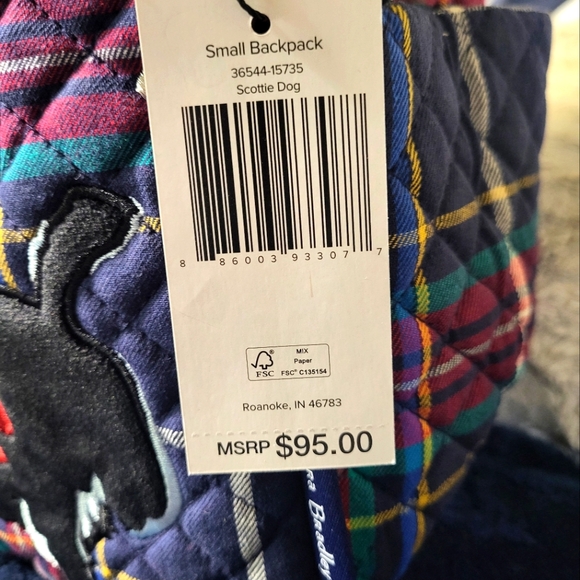 Small Backpack
36544-15735
Scottie Dog
8 86003 93307 7
MIX
Paper
FSC
FSC® C135154
Roanoke, IN 46783
MSRP $95.00
Bradley